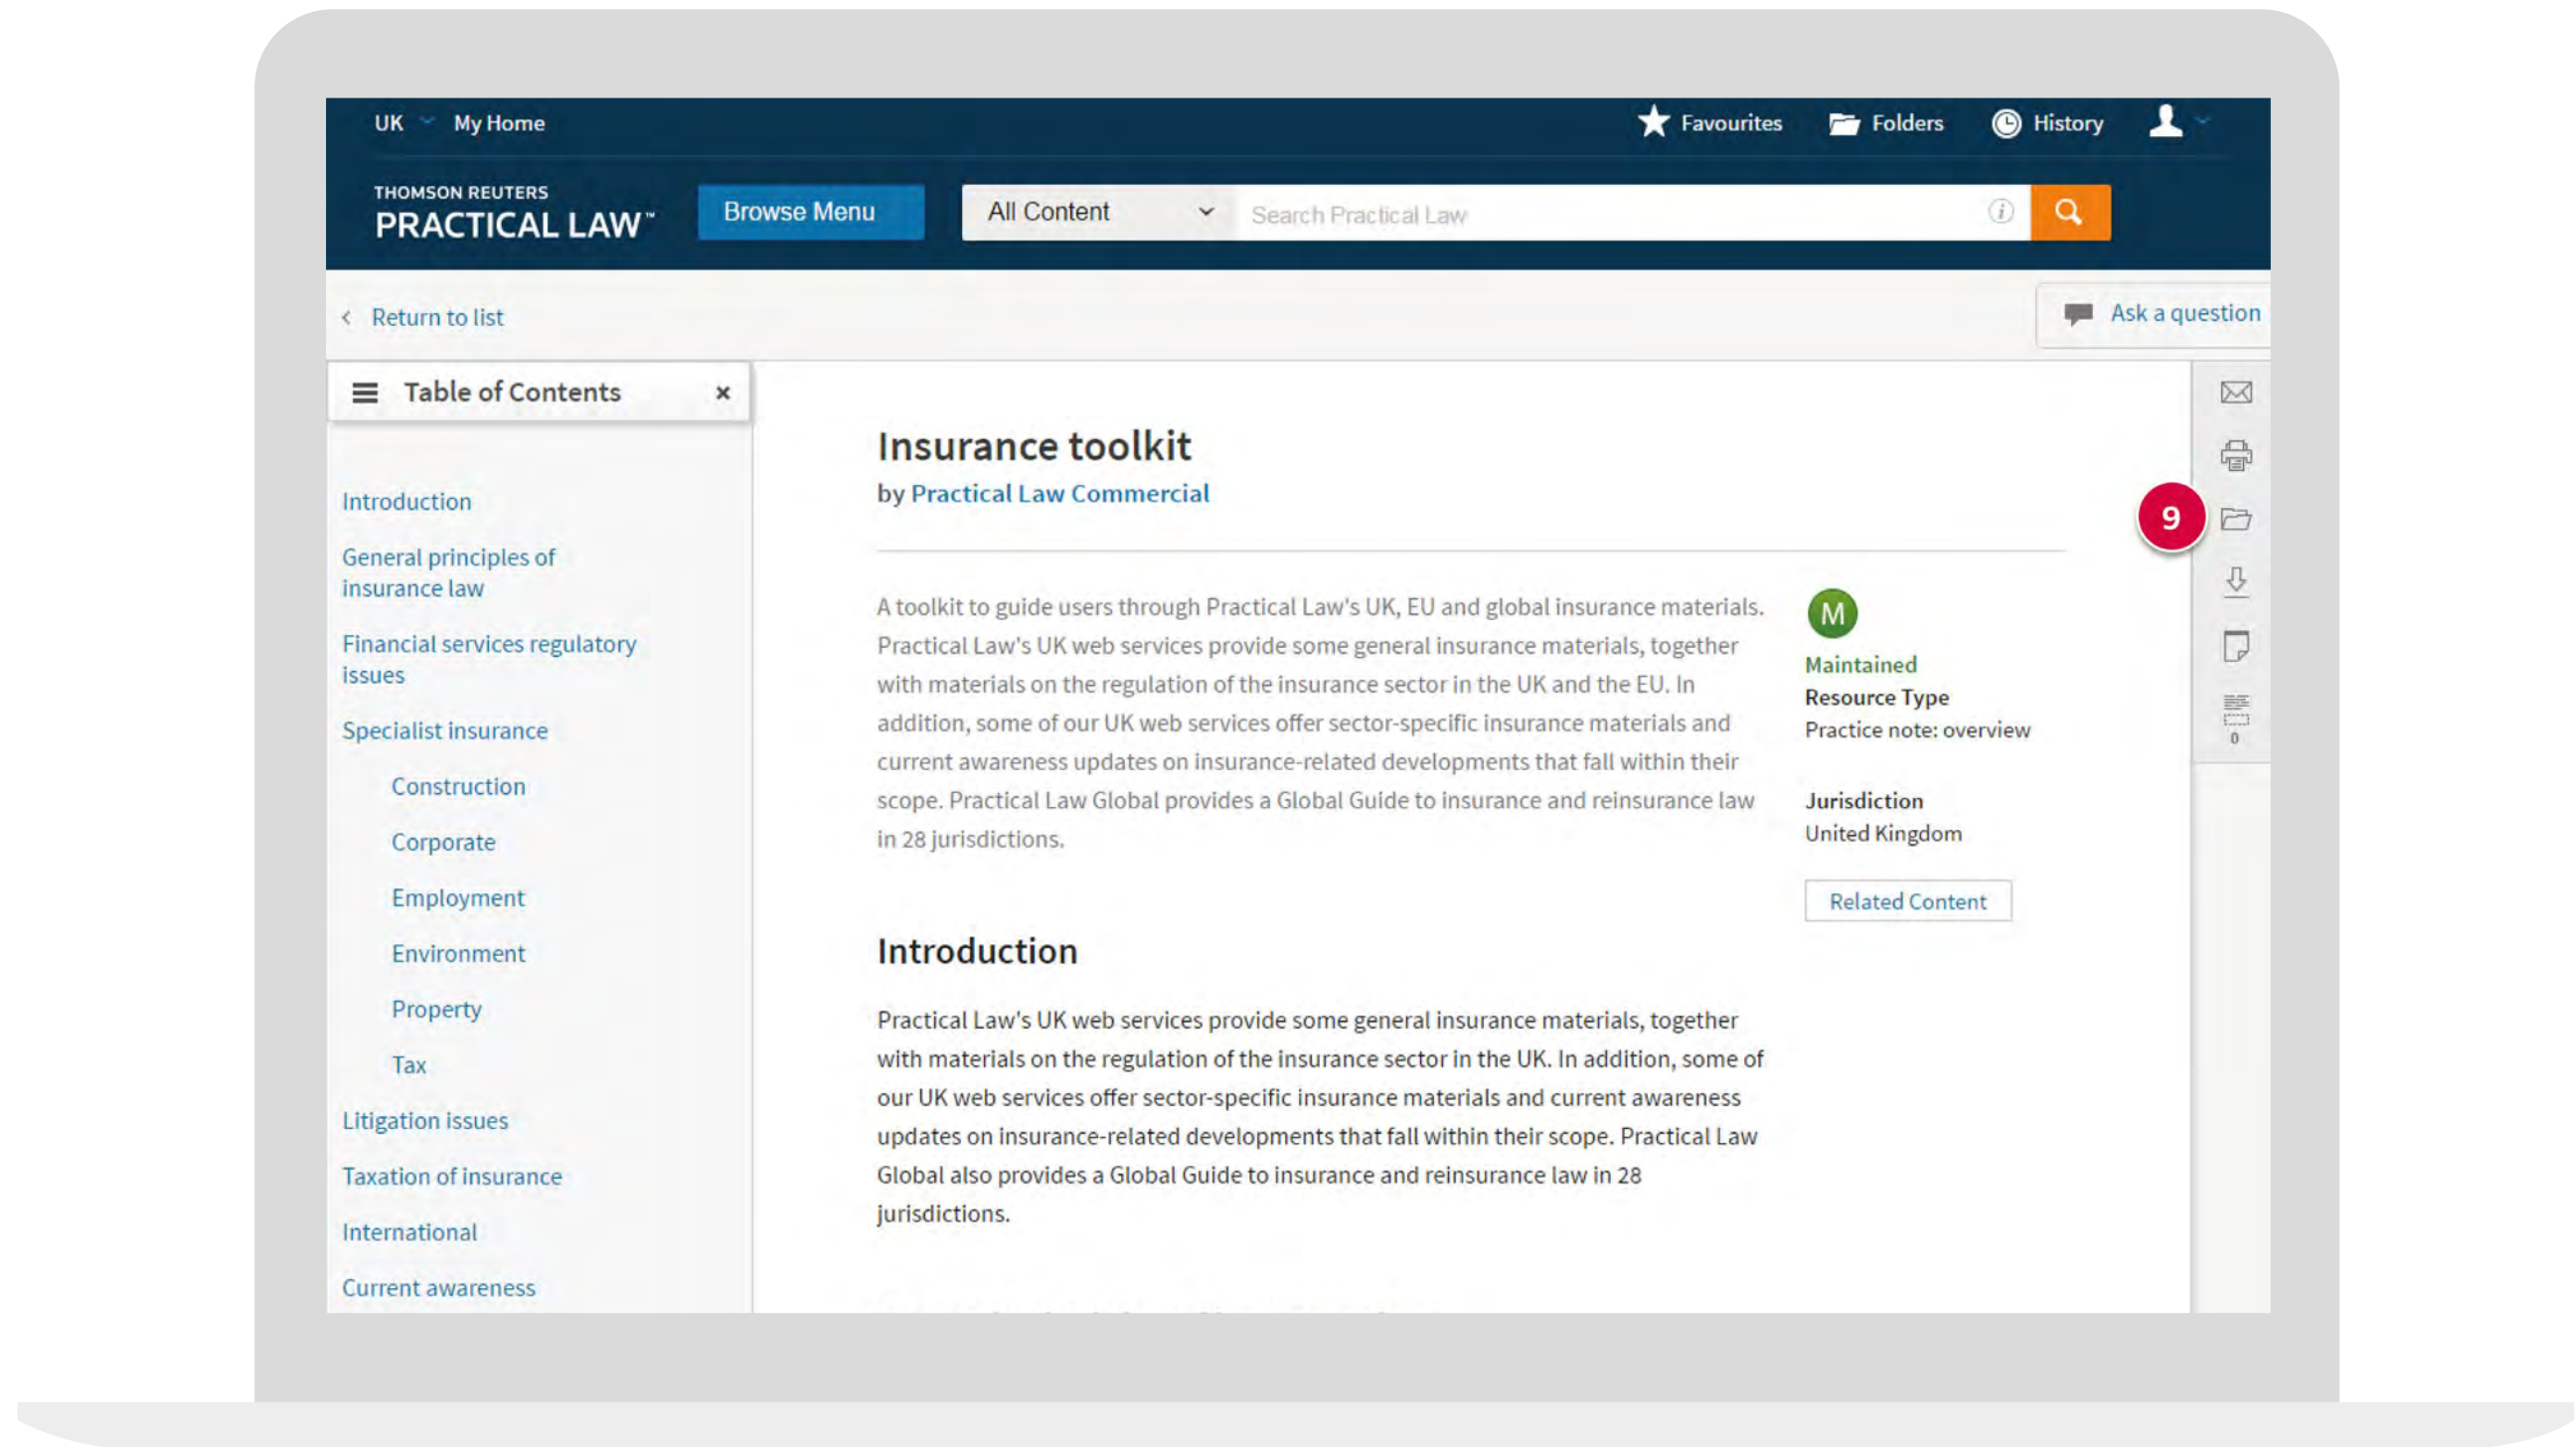 UK My Home Favourites Folders History
THOMSON REUTERS
PRACTICAL LAW™
Browse Menu
All Content
Search Practical Law
Return to list
Ask a question
Table of Contents
Introduction
General principles of
insurance law
Financial services regulatory
issues
Specialist insurance
Construction
Corporate
Employment
Environment
Property
Tax
Litigation issues
Taxation of insurance
International
Current awareness
Insurance toolkit
by Practical Law Commercial
A toolkit to guide users through Practical Law's UK, EU and global insurance materials.
Practical Law's UK web services provide some general insurance materials, together
with materials on the regulation of the insurance sector in the UK and the EU. In
addition, some of our UK web services offer sector-specific insurance materials and
current awareness updates on insurance-related developments that fall within their
scope. Practical Law Global provides a Global Guide to insurance and reinsurance law
in 28 jurisdictions.
Introduction
Practical Law's UK web services provide some general insurance materials, together
with materials on the regulation of the insurance sector in the UK. In addition, some of
our UK web services offer sector-specific insurance materials and current awareness
updates on insurance-related developments that fall within their scope. Practical Law
Global also provides a Global Guide to insurance and reinsurance law in 28
jurisdictions.
M
Maintained
Resource Type
Practice note: overview
Jurisdiction
United Kingdom
Related Content
9
0